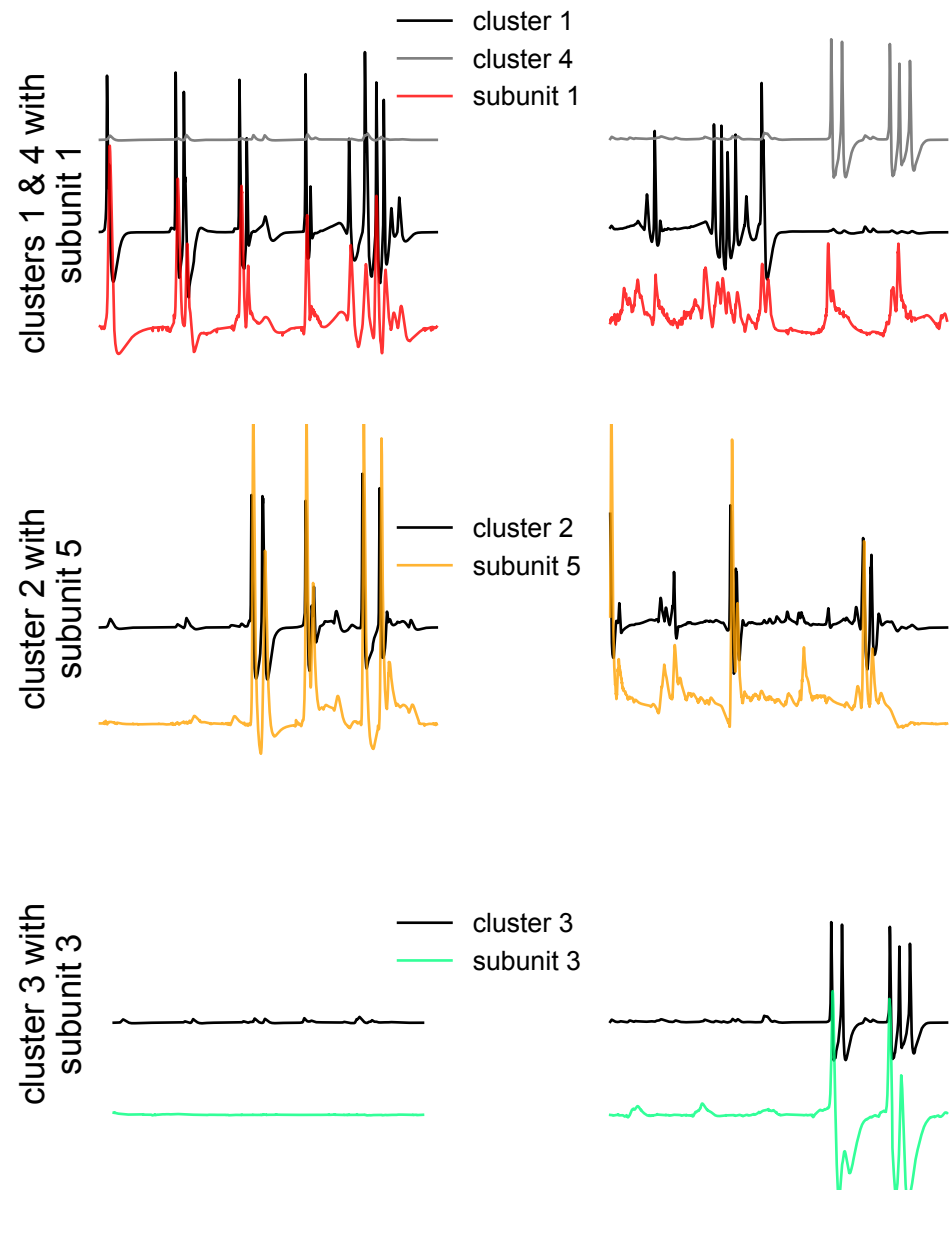 clusters 1 & 4 with
subunit 1
cluster 1
cluster 4
subunit 1
cluster 2 with
subunit 5
cluster 2
subunit 5
cluster 3 with
subunit 3
cluster 3
subunit 3